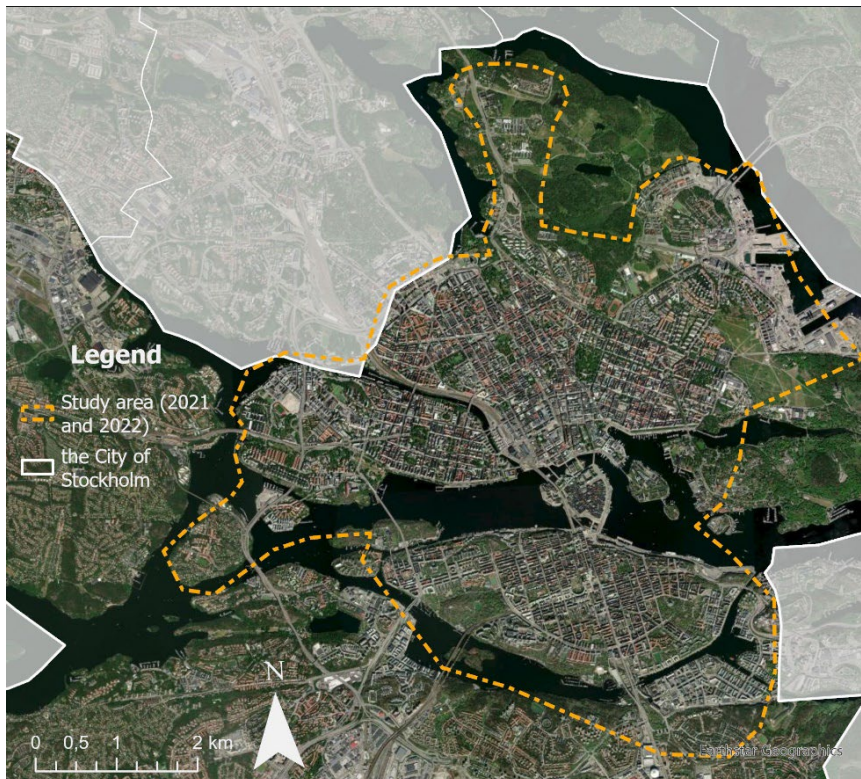 Legend
Study area (2021
and 2022)
the City of
Stockholm
N
0 0,5 1 2 km
Earthstar Geographics